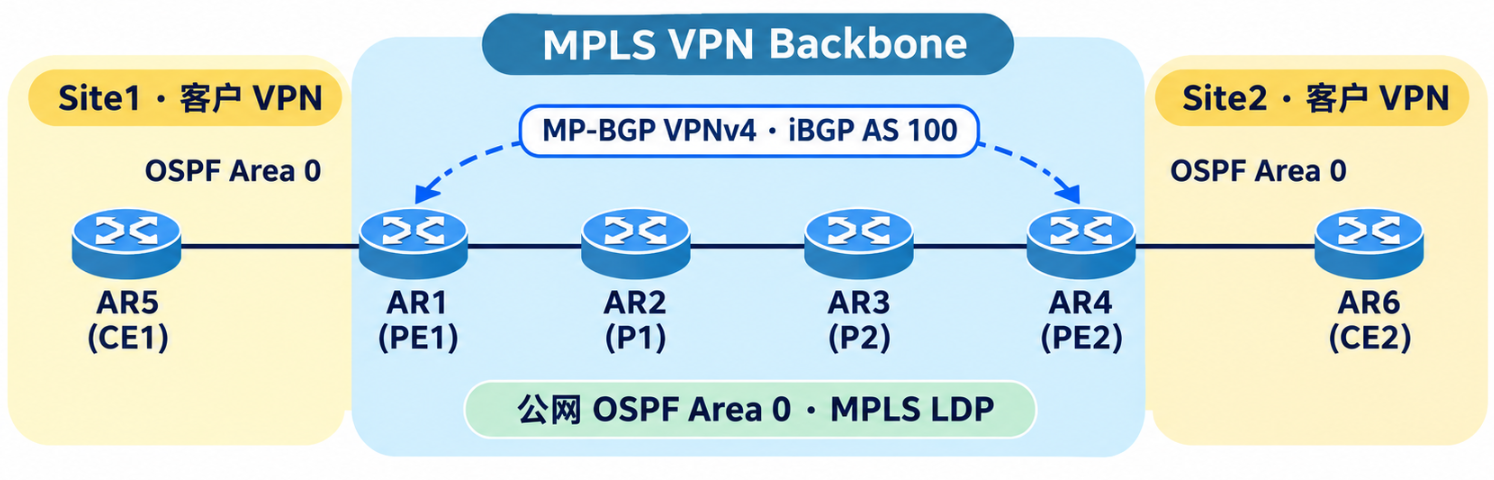 MPLS VPN Backbone
Site1 · 客户 VPN
Site2 · 客户 VPN
MP-BGP VPNv4 · iBGP AS 100
OSPF Area 0
OSPF Area 0
AR5
(CE1)
AR1
(PE1)
AR2
(P1)
AR3
(P2)
AR4
(PE2)
AR6
(CE2)
公网 OSPF Area 0 · MPLS LDP